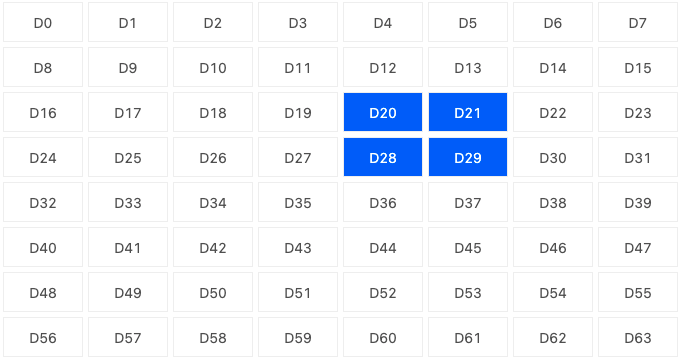 D0 D1 D2 D3 D4 D5 D6 D7
D8 D9 D10 D11 D12 D13 D14 D15
D16 D17 D18 D19 D20 D21 D22 D23
D24 D25 D26 D27 D28 D29 D30 D31
D32 D33 D34 D35 D36 D37 D38 D39
D40 D41 D42 D43 D44 D45 D46 D47
D48 D49 D50 D51 D52 D53 D54 D55
D56 D57 D58 D59 D60 D61 D62 D63